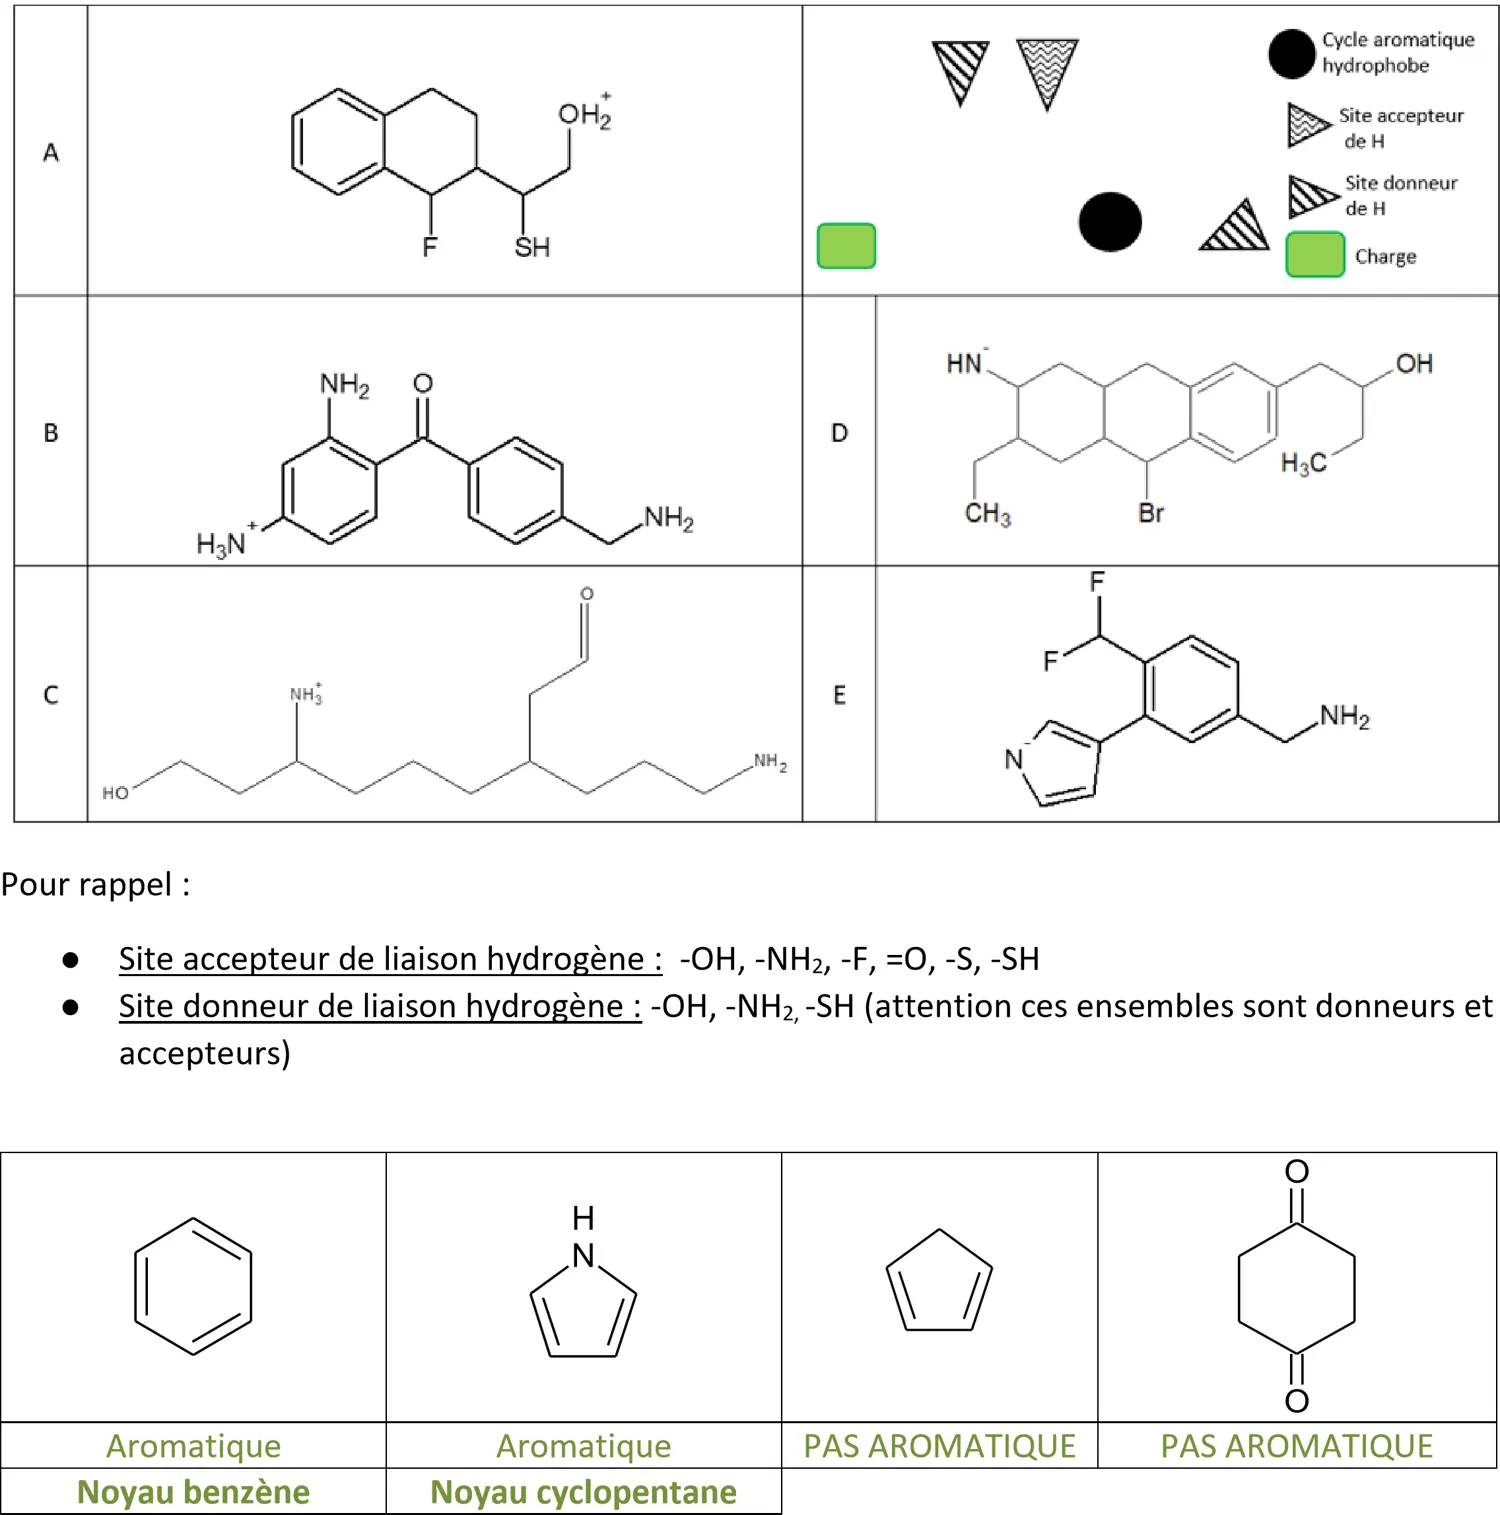 A
OH2+
F
SH
Cycle aromatique
hydrophobe
Site accepteur
de H
Site donneur
de H
Charge
B
NH2
O
H3N+
NH2
D
HN-
OH
H3C
CH3
Br
C
O
NH3+
HO
NH2
E
F
F
N-
NH2
Pour rappel :
● Site accepteur de liaison hydrogène : -OH, -NH2, -F, =O, -S, -SH
● Site donneur de liaison hydrogène : -OH, -NH2, -SH (attention ces ensembles sont donneurs et
accepteurs)
H
N
O
O
Aromatique Aromatique PAS AROMATIQUE PAS AROMATIQUE
Noyau benzène Noyau cyclopentane